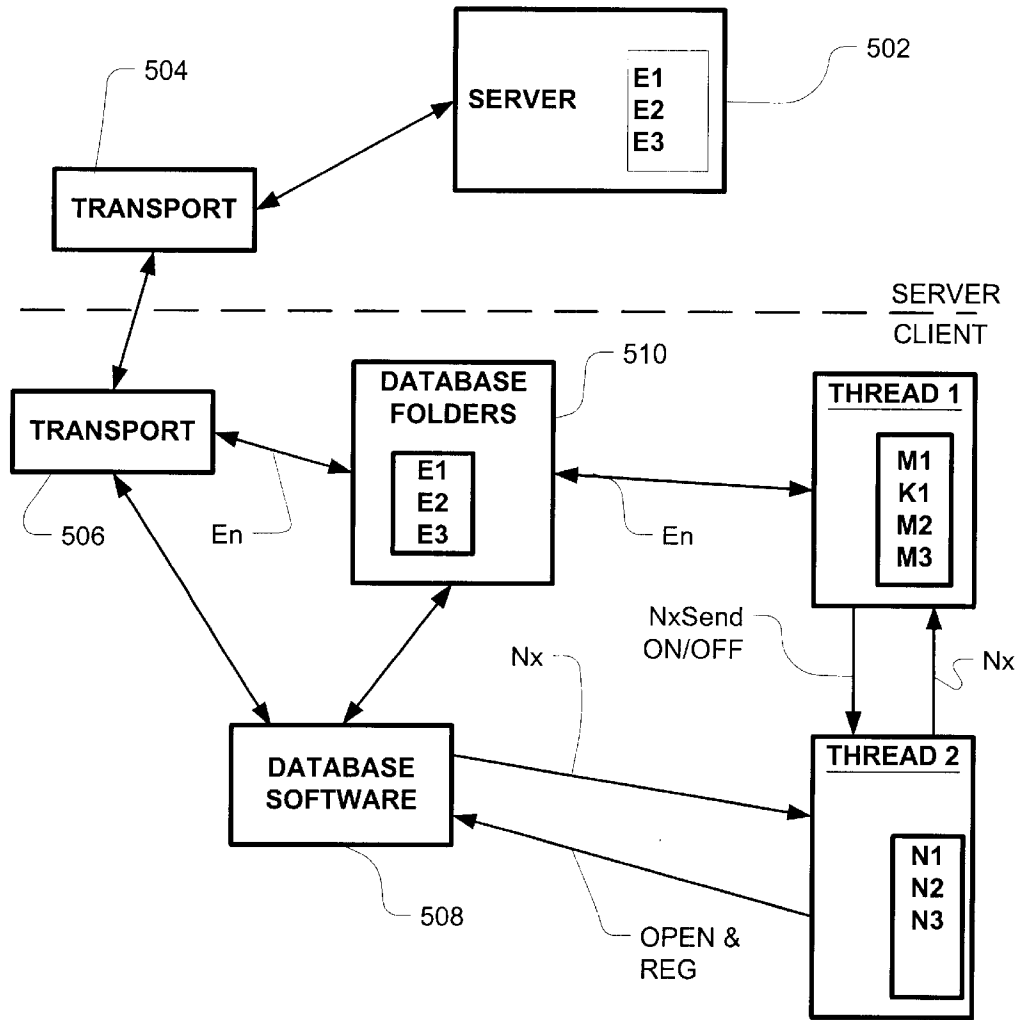 504
502
SERVER
E1
E2
E3
TRANSPORT
SERVER
CLIENT
510
DATABASE
FOLDERS
E1
E2
E3
THREAD 1
M1
K1
M2
M3
TRANSPORT
506
En
En
NxSend
ON/OFF
Nx
Nx
DATABASE
SOFTWARE
THREAD 2
N1
N2
N3
508
OPEN &
REG